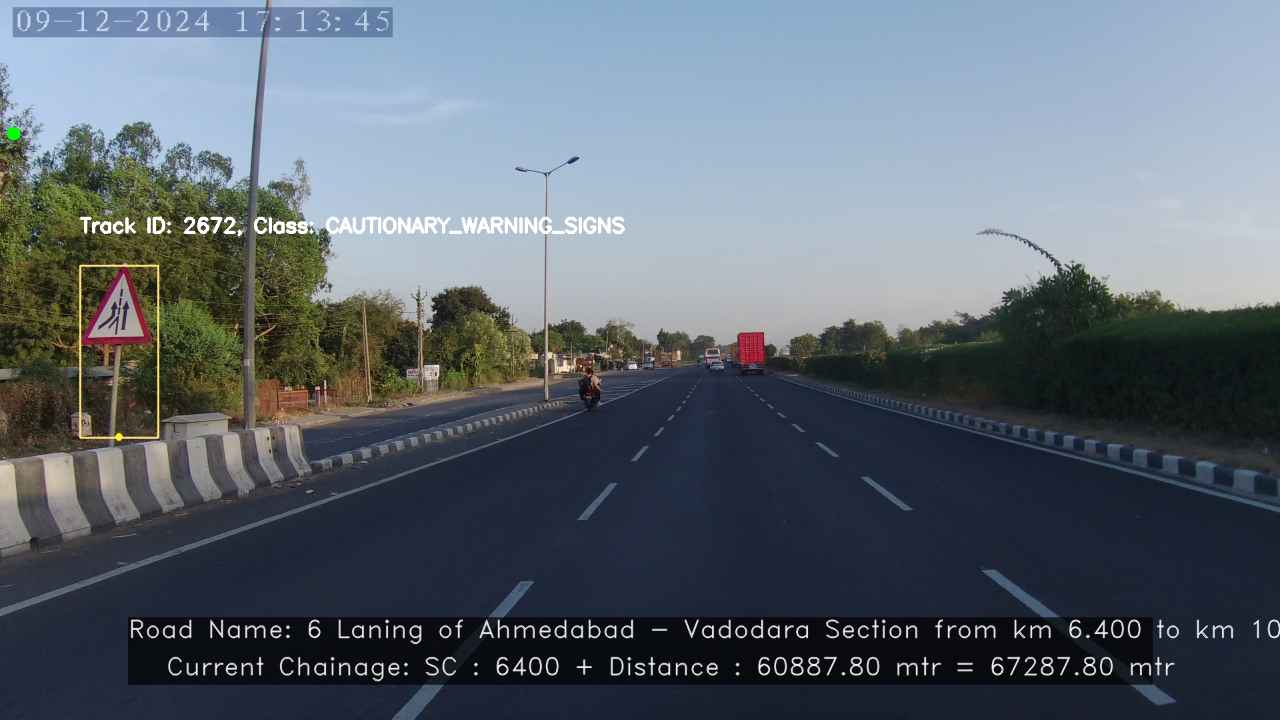 09-12-2024 17:13:45
Track ID: 2672, Class: CAUTIONARY_WARNING_SIGNS
Road Name: 6 Laning of Ahmedabad - Vadodara Section from km 6.400 to km 10
Current Chainage: SC : 6400 + Distance : 60887.80 mtr = 67287.80 mtr